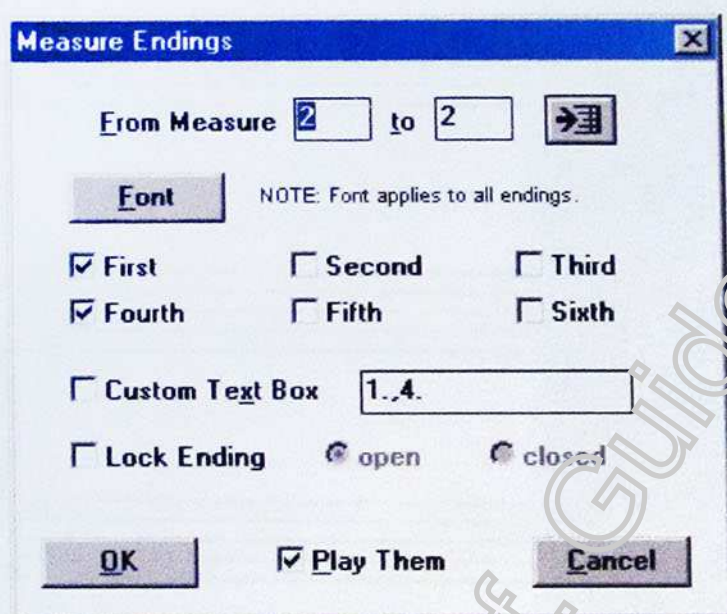 Measure Endings
From Measure 2 to 2
Font NOTE: Font applies to all endings.
First Second Third
Fourth Fifth Sixth
Custom Text Box 1.,4.
Lock Ending open closed
OK Play Them Cancel
Guide